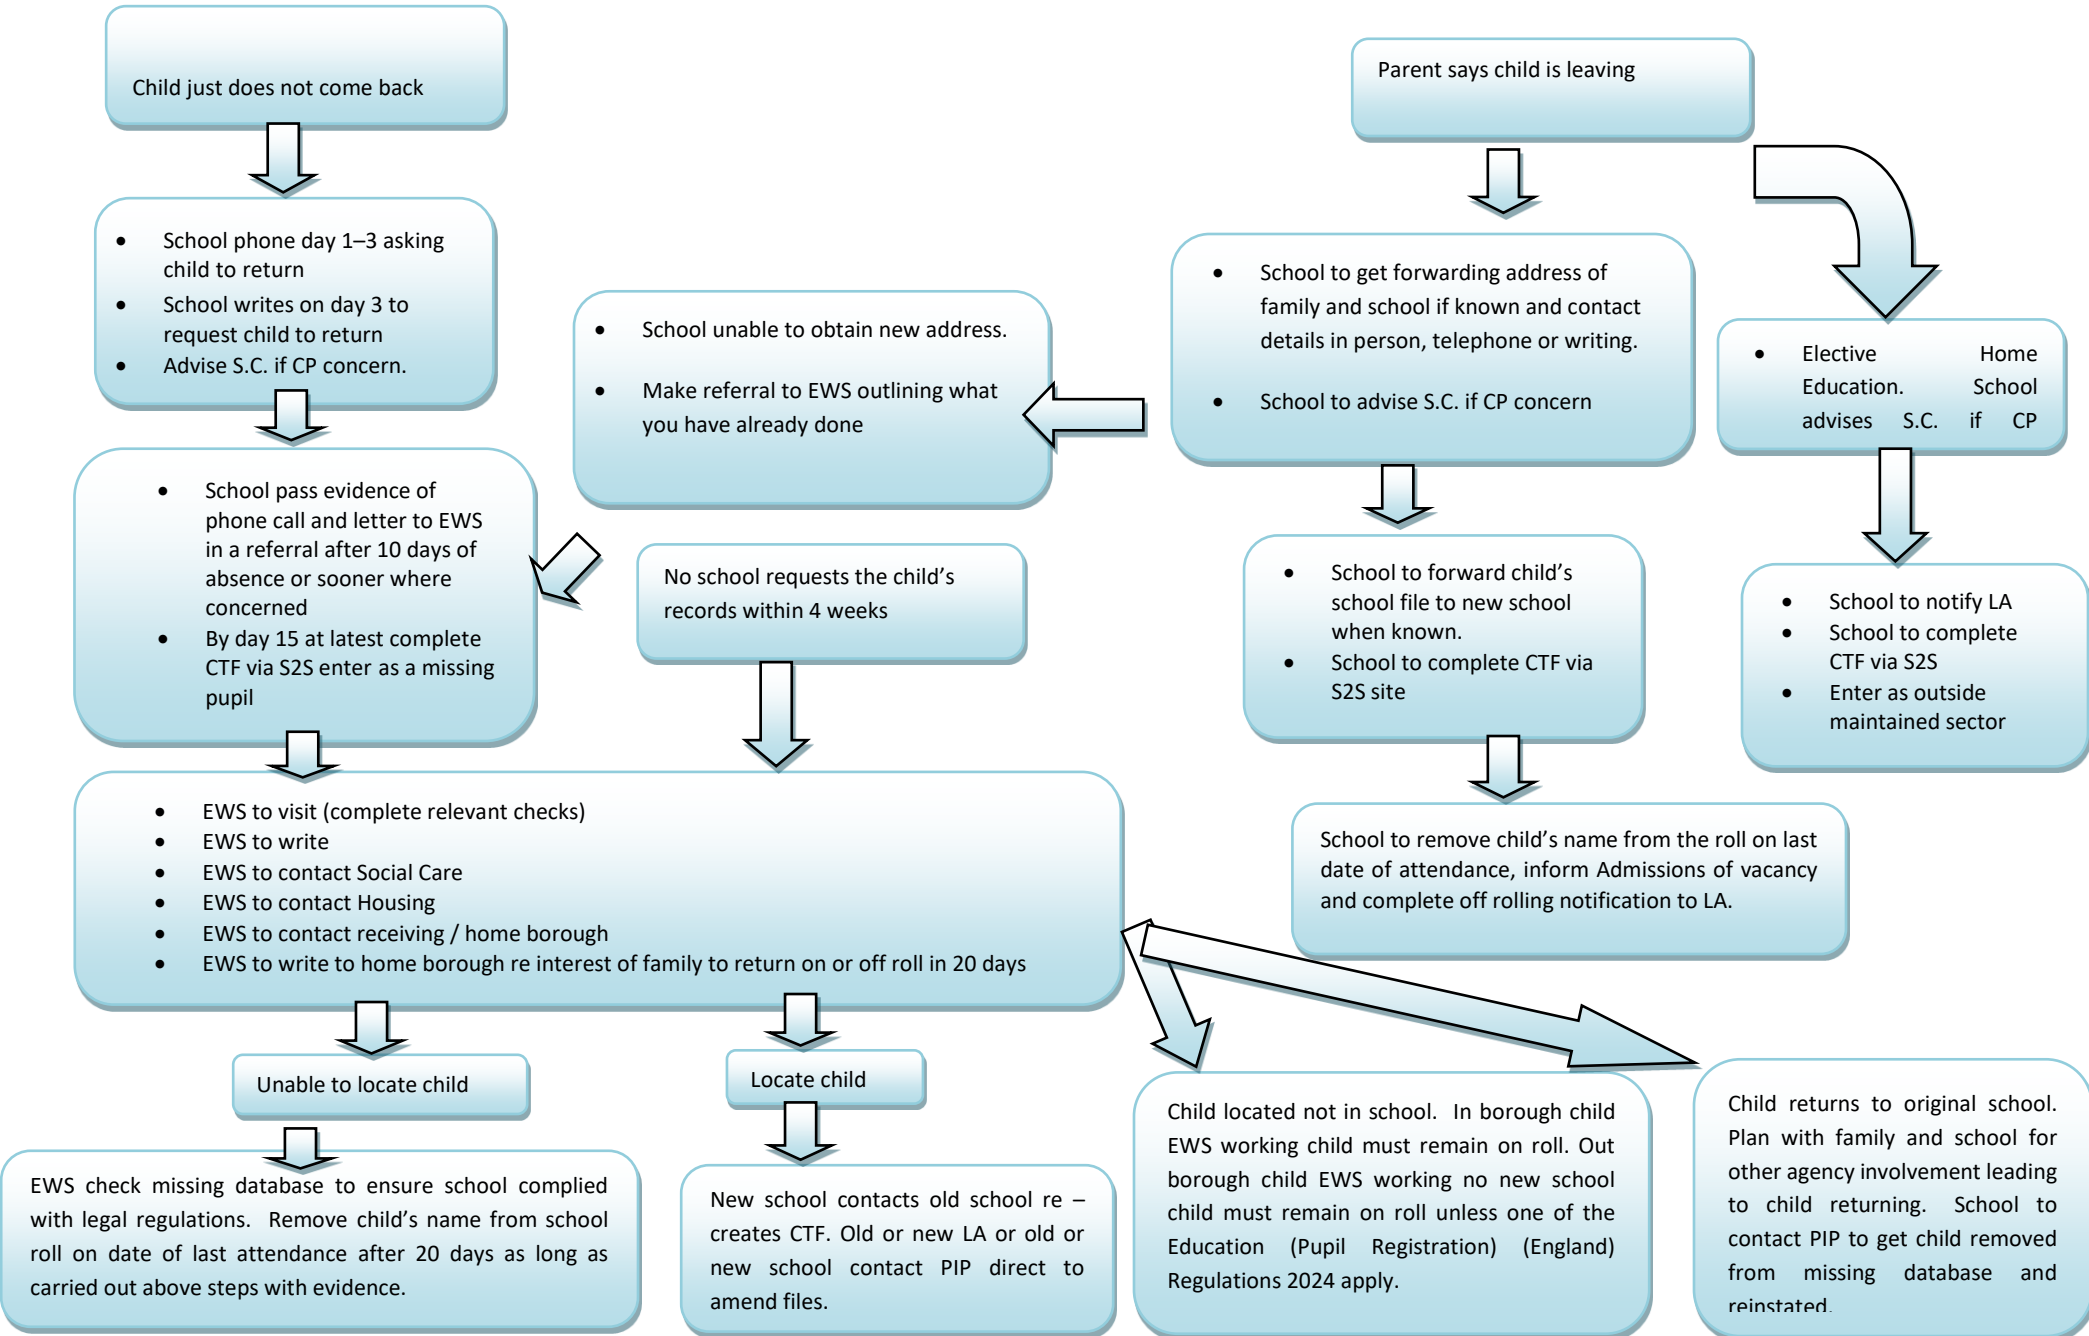 Child just does not come back
Parent says child is leaving
• School phone day 1–3 asking
child to return
• School writes on day 3 to
request child to return
• Advise S.C. if CP concern.
• School unable to obtain new address.
• Make referral to EWS outlining what
you have already done
• School to get forwarding address of
family and school if known and contact
details in person, telephone or writing.
• School to advise S.C. if CP concern
• Elective Home
Education. School
advises S.C. if CP
• School pass evidence of
phone call and letter to EWS
in a referral after 10 days of
absence or sooner where
concerned
• By day 15 at latest complete
CTF via S2S enter as a missing
pupil
No school requests the child’s
records within 4 weeks
• School to forward child’s
school file to new school
when known.
• School to complete CTF via
S2S site
• School to notify LA
• School to complete
CTF via S2S
• Enter as outside
maintained sector
• EWS to visit (complete relevant checks)
• EWS to write
• EWS to contact Social Care
• EWS to contact Housing
• EWS to contact receiving / home borough
• EWS to write to home borough re interest of family to return on or off roll in 20 days
School to remove child’s name from the roll on last
date of attendance, inform Admissions of vacancy
and complete off rolling notification to LA.
Unable to locate child
Locate child
EWS check missing database to ensure school complied
with legal regulations. Remove child’s name from school
roll on date of last attendance after 20 days as long as
carried out above steps with evidence.
New school contacts old school re –
creates CTF. Old or new LA or old or
new school contact PIP direct to
amend files.
Child located not in school. In borough child
EWS working child must remain on roll. Out
borough child EWS working no new school
child must remain on roll unless one of the
Education (Pupil Registration) (England)
Regulations 2024 apply.
Child returns to original school.
Plan with family and school for
other agency involvement leading
to child returning. School to
contact PIP to get child removed
from missing database and
reinstated.